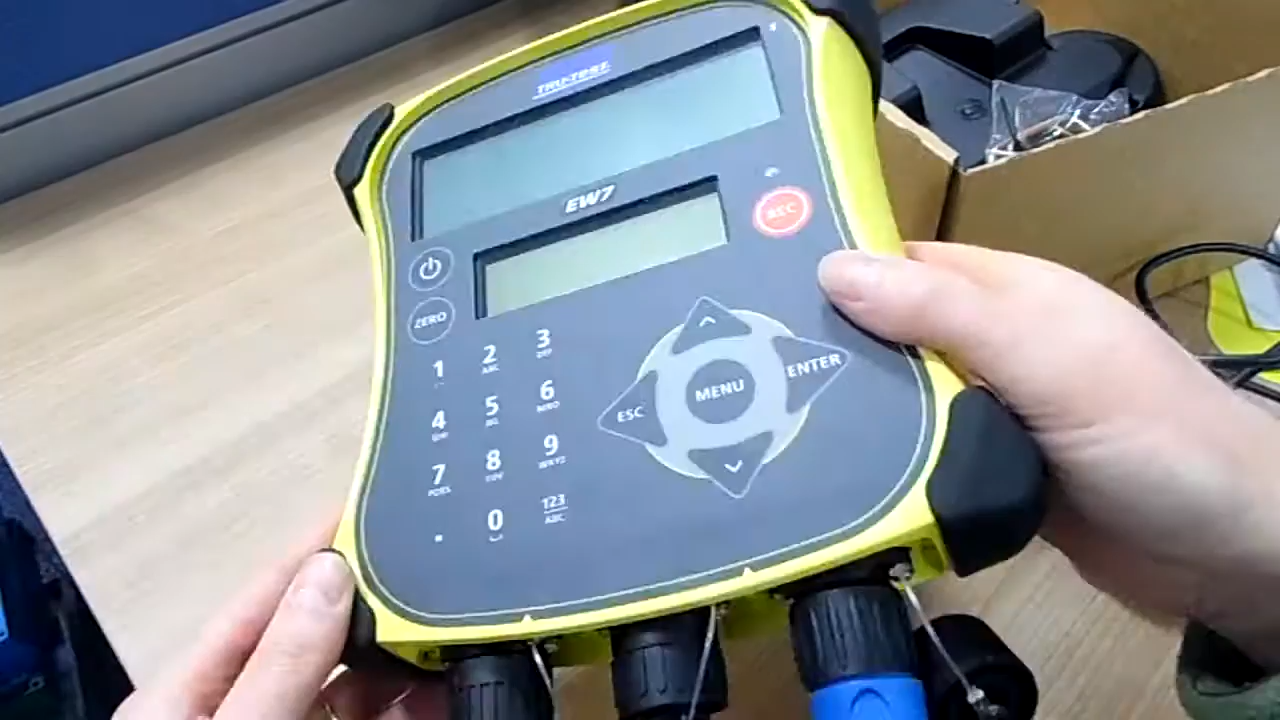 TRU-TEST
EW7
REC
ZERO
1
2
ABC
3
DEF
4
GHI
5
JKL
6
MNO
7
PQRS
8
TUV
9
WXYZ
.
0
123
ABC
MENU
ENTER
ESC